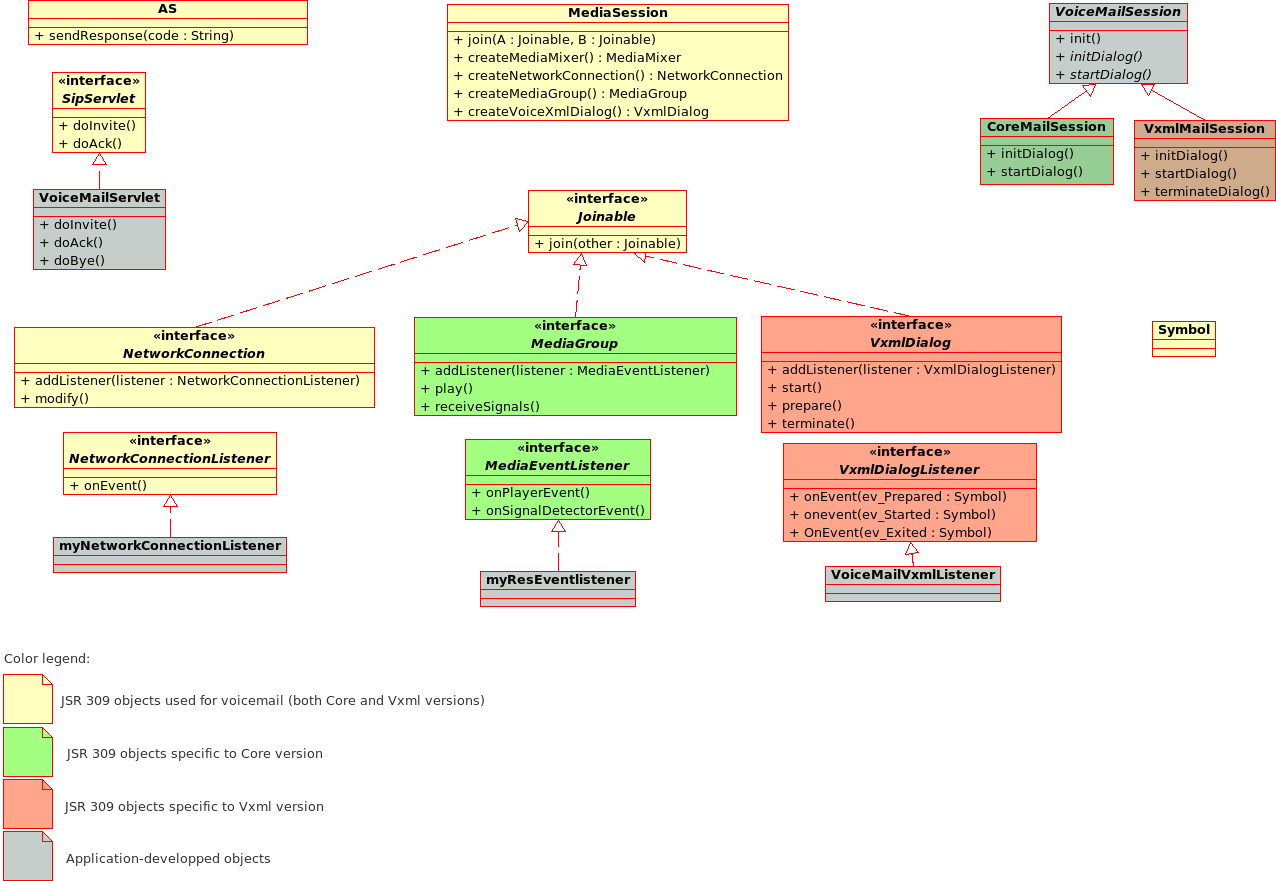 AS
+ sendResponse(code : String)
«interface»
SipServlet
+ doInvite()
+ doAck()
VoiceMailServlet
+ doInvite()
+ doAck()
+ doBye()
MediaSession
+ join(A : Joinable, B : Joinable)
+ createMediaMixer() : MediaMixer
+ createNetworkConnection() : NetworkConnection
+ createMediaGroup() : MediaGroup
+ createVoiceXmlDialog() : VxmlDialog
VoiceMailSession
+ init()
+ initDialog()
+ startDialog()
CoreMailSession
+ initDialog()
+ startDialog()
VxmlMailSession
+ initDialog()
+ startDialog()
+ terminateDialog()
«interface»
Joinable
+ join(other : Joinable)
«interface»
NetworkConnection
+ addListener(listener : NetworkConnectionListener)
+ modify()
«interface»
MediaGroup
+ addListener(listener : MediaEventListener)
+ play()
+ receiveSignals()
«interface»
VxmlDialog
+ addListener(listener : VxmlDialogListener)
+ start()
+ prepare()
+ terminate()
Symbol
«interface»
NetworkConnectionListener
+ onEvent()
myNetworkConnectionListener
«interface»
MediaEventListener
+ onPlayerEvent()
+ onSignalDetectorEvent()
myResEventlistener
«interface»
VxmlDialogListener
+ onEvent(ev_Prepared : Symbol)
+ onevent(ev_Started : Symbol)
+ OnEvent(ev_Exited : Symbol)
VoiceMailVxmlListener
Color legend:
JSR 309 objects used for voicemail (both Core and Vxml versions)
JSR 309 objects specific to Core version
JSR 309 objects specific to Vxml version
Application-developped objects